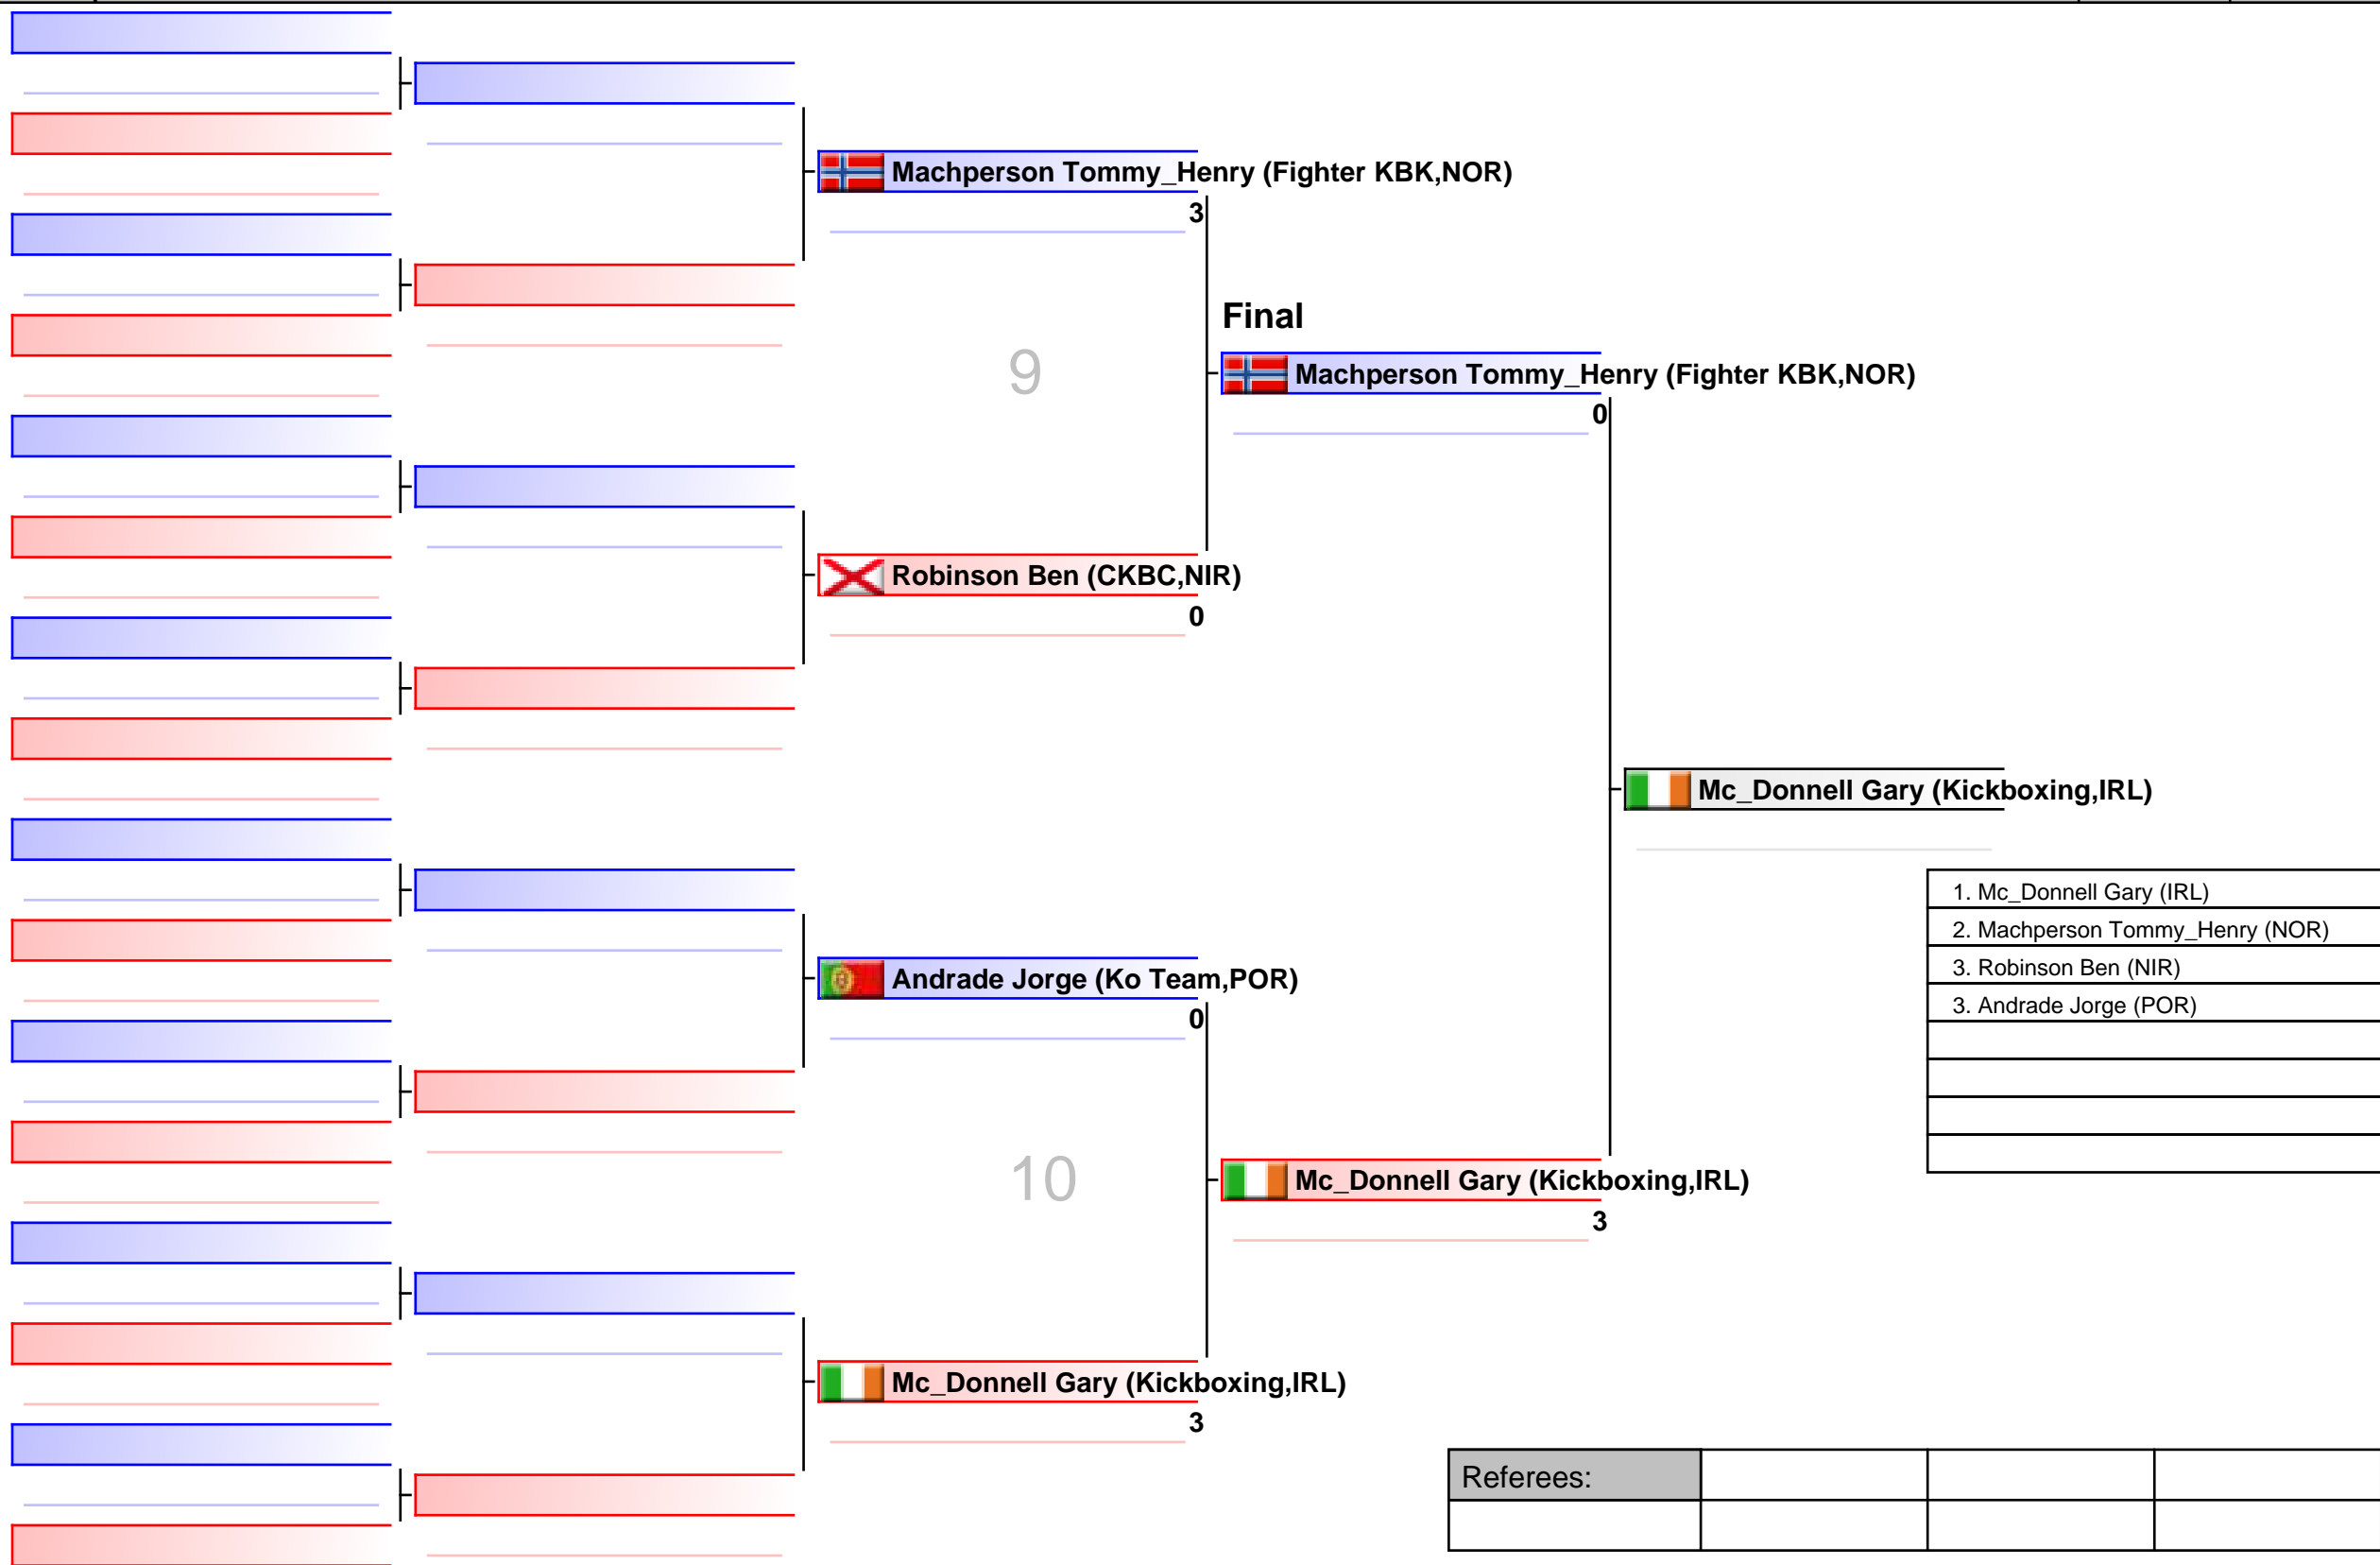 Machperson Tommy_Henry (Fighter KBK,NOR)
3
Final
9
Machperson Tommy_Henry (Fighter KBK,NOR)
0
Robinson Ben (CKBC,NIR)
0
Mc_Donnell Gary (Kickboxing,IRL)
1. Mc_Donnell Gary (IRL)
2. Machperson Tommy_Henry (NOR)
3. Robinson Ben (NIR)
3. Andrade Jorge (POR)
Andrade Jorge (Ko Team,POR)
0
10
Mc_Donnell Gary (Kickboxing,IRL)
3
Mc_Donnell Gary (Kickboxing,IRL)
3
Referees: